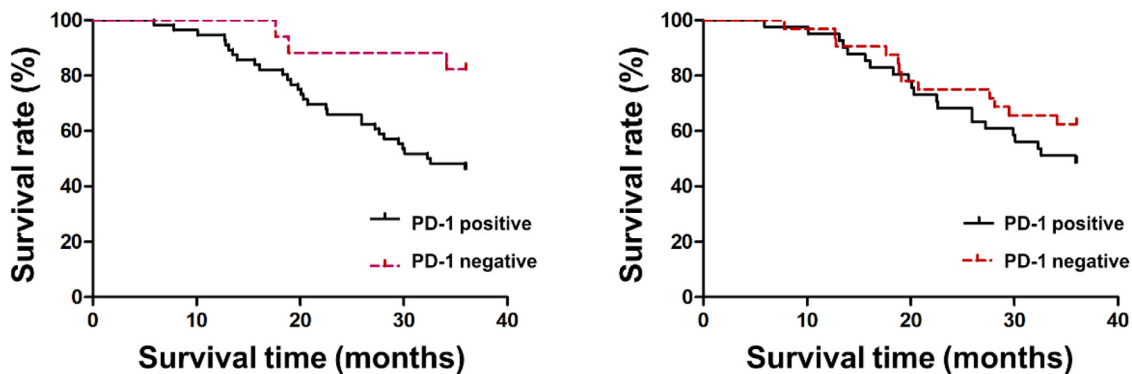 Survival rate (%)
100
80
60
40
20
0
PD-1 positive
PD-1 negative
0 10 20 30 40
Survival time (months)
Survival rate (%)
100
80
60
40
20
0
PD-1 positive
PD-1 negative
0 10 20 30 40
Survival time (months)